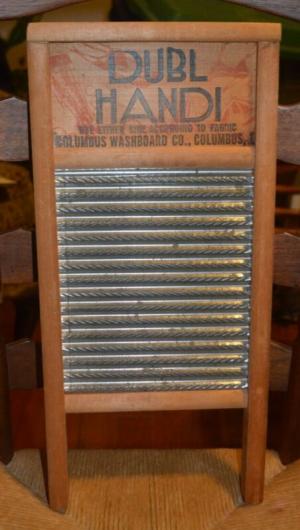 DUBL
HANDI
USE EITHER SIDE ACCORDING TO FABRIC
COLUMBUS WASHBOARD CO., COLUMBUS,